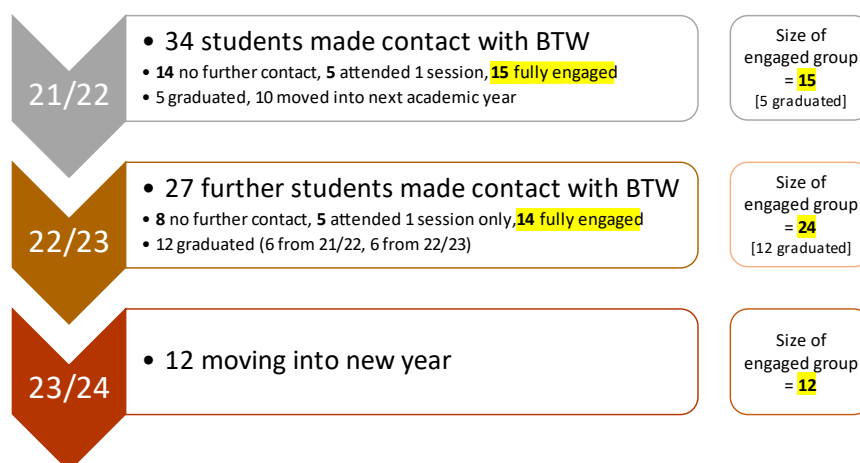 21/22
• 34 students made contact with BTW
• 14 no further contact, 5 attended 1 session, 15 fully engaged
• 5 graduated, 10 moved into next academic year
Size of
engaged group
= 15
[5 graduated]
22/23
• 27 further students made contact with BTW
• 8 no further contact, 5 attended 1 session only, 14 fully engaged
• 12 graduated (6 from 21/22, 6 from 22/23)
Size of
engaged group
= 24
[12 graduated]
23/24
• 12 moving into new year
Size of
engaged group
= 12